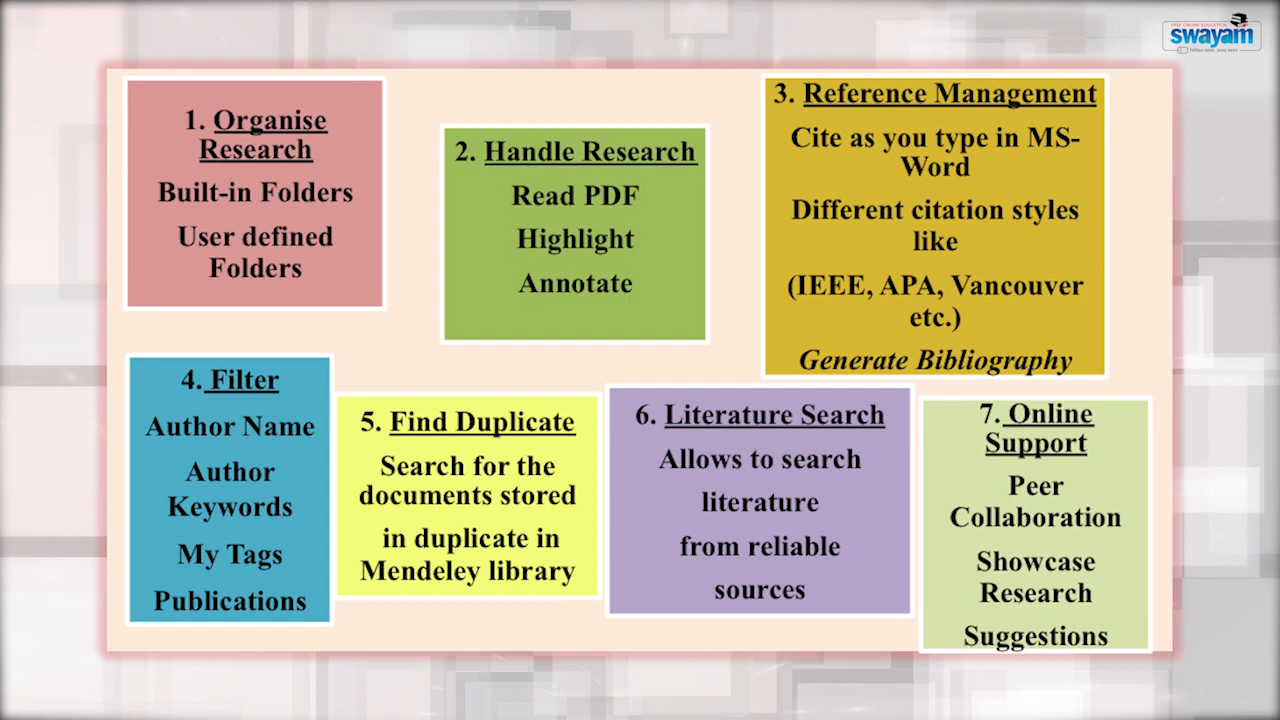 FREE ONLINE EDUCATION
swayam
1. Organise
Research
Built-in Folders
User defined
Folders
2. Handle Research
Read PDF
Highlight
Annotate
3. Reference Management
Cite as you type in MS-
Word
Different citation styles
like
(IEEE, APA, Vancouver
etc.)
Generate Bibliography
4. Filter
Author Name
Author
Keywords
My Tags
Publications
5. Find Duplicate
Search for the
documents stored
in duplicate in
Mendeley library
6. Literature Search
Allows to search
literature
from reliable
sources
7. Online
Support
Peer
Collaboration
Showcase
Research
Suggestions